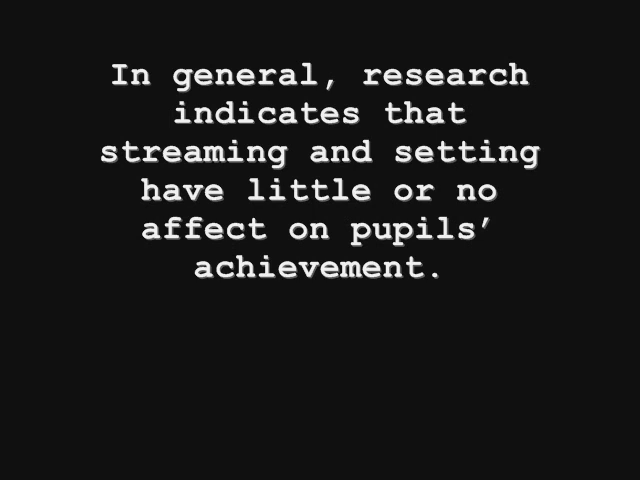 In general, research
indicates that
streaming and setting
have little or no
affect on pupils’
achievement.